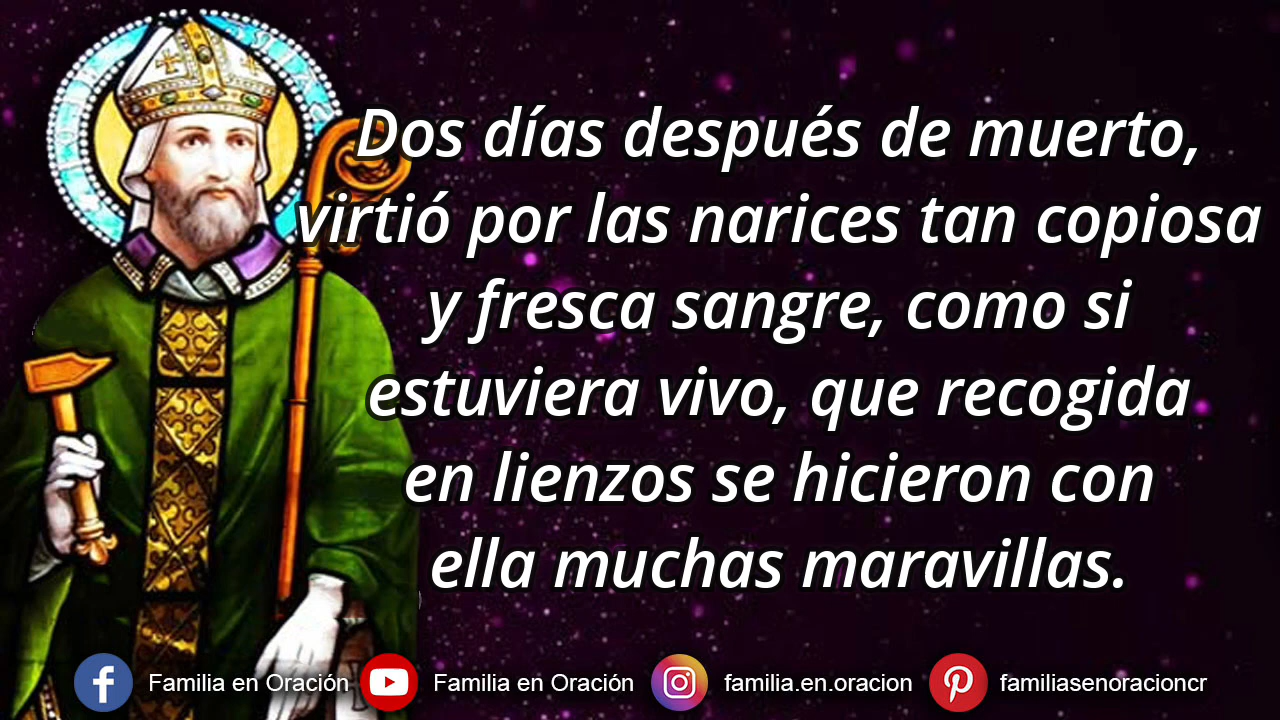 Dos días después de muerto,
virtió por las narices tan copiosa
y fresca sangre, como si
estuviera vivo, que recogida
en lienzos se hicieron con
ella muchas maravillas.
Familia en Oración Familia en Oración familia.en.oracion familiasenoracioncr